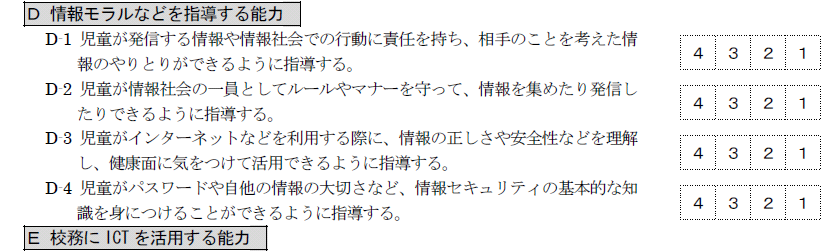 D 情報モラルなどを指導する能力
D-1 児童が発信する情報や情報社会での行動に責任を持ち、相手のことを考えた情
報のやりとりができるように指導する。
4 3 2 1
D-2 児童が情報社会の一員としてルールやマナーを守って、情報を集めたり発信し
たりできるように指導する。
4 3 2 1
D-3 児童がインターネットなどを利用する際に、情報の正しさや安全性などを理解
し、健康面に気をつけて活用できるように指導する。
4 3 2 1
D-4 児童がパスワードや自他の情報の大切さなど、情報セキュリティの基本的な知
識を身につけることができるように指導する。
4 3 2 1
E 校務にICTを活用する能力